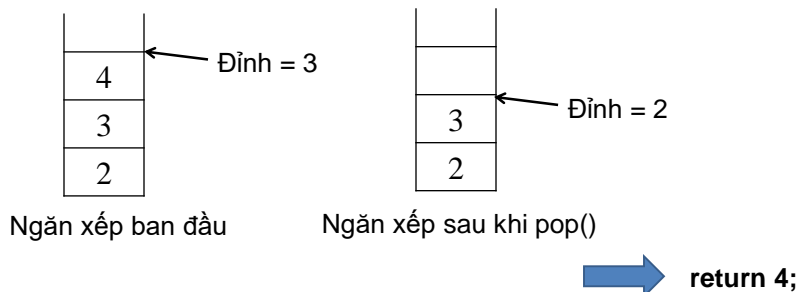 4
3
2
Đỉnh = 3
Ngăn xếp ban đầu
3
2
Đỉnh = 2
Ngăn xếp sau khi pop()
return 4;